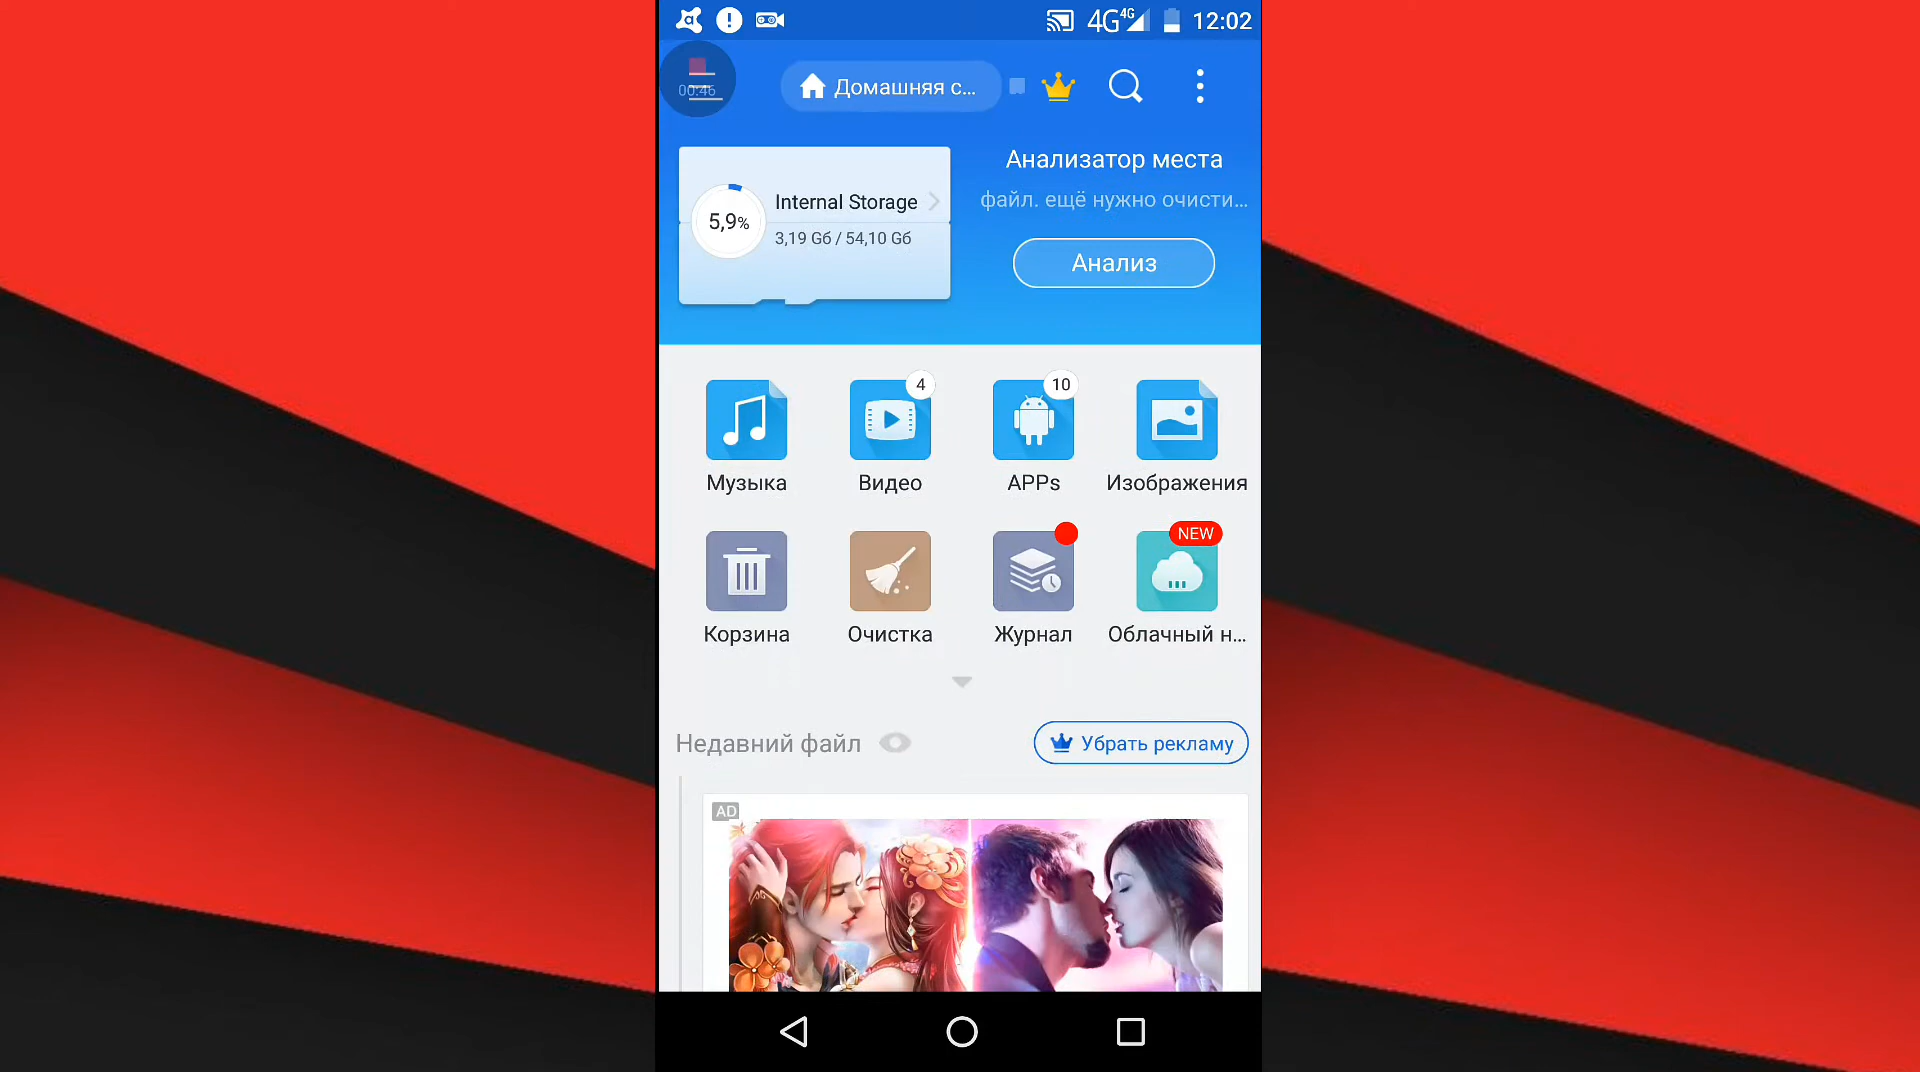 4G 4G 12:02
00:46
Домашняя с...
Анализатор места
файл. ещё нужно очисти...
Анализ
Internal Storage
5,9%
3,19 Gб / 54,10 Gб
4
10
Музыка
Видео
APPs
Изображения
NEW
Корзина
Очистка
Журнал
Облачный н...
Недавний файл
Убрать рекламу
AD